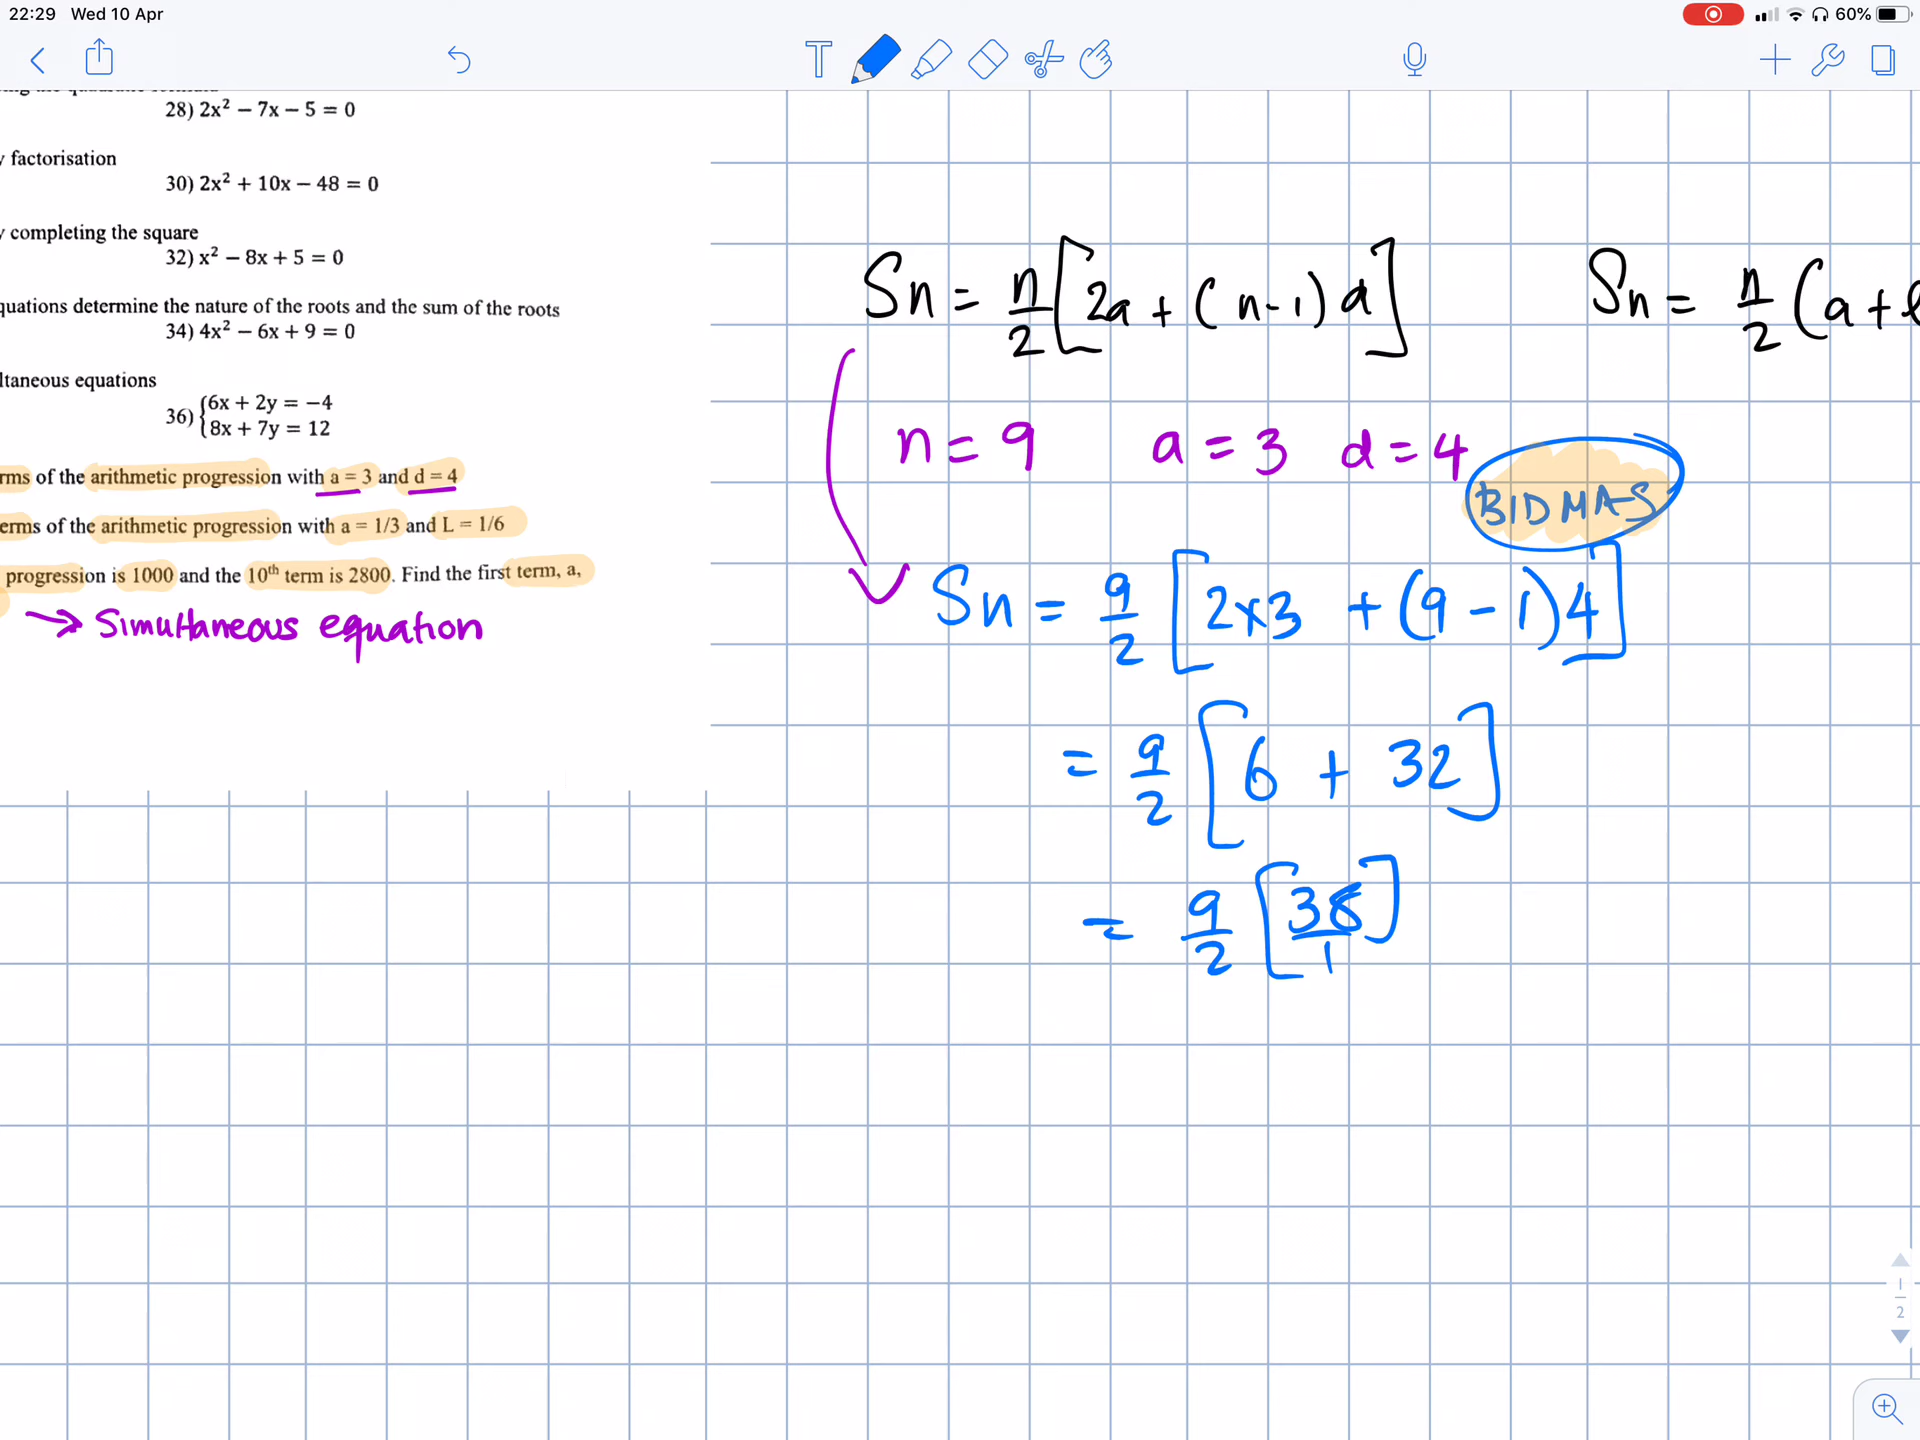 22:29 Wed 10 Apr
60%
T
28) 2x² − 7x − 5 = 0
y factorisation
30) 2x² + 10x − 48 = 0
y completing the square
32) x² − 8x + 5 = 0
quations determine the nature of the roots and the sum of the roots
34) 4x² − 6x + 9 = 0
ltaneous equations
36) {6x + 2y = −4
{8x + 7y = 12
rms of the arithmetic progression with a = 3 and d = 4
erms of the arithmetic progression with a = 1/3 and L = 1/6
progression is 1000 and the 10th term is 2800. Find the first term, a,
→ Simultaneous equation
Sn = n/2 [2a + (n-1) d]
Sn = n/2 (a + l
n = 9 a = 3 d = 4
BIDMAS
Sn = 9/2 [2×3 + (9 - 1) 4]
= 9/2 [6 + 32]
= 9/2 [38/1]
1
2